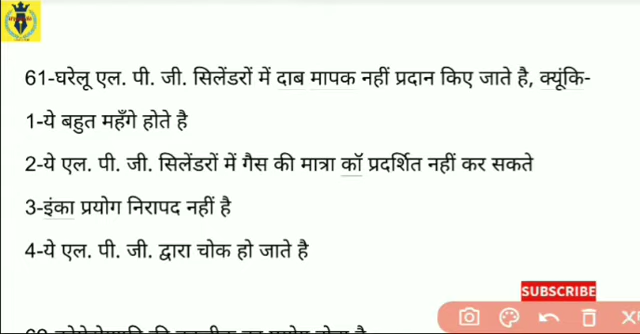 61-घरेलू एल. पी. जी. सिलेंडरों में दाब मापक नहीं प्रदान किए जाते है, क्यूंकि-
1-ये बहुत महँगे होते है
2-ये एल. पी. जी. सिलेंडरों में गैस की मात्रा कॉ प्रदर्शित नहीं कर सकते
3-इंका प्रयोग निरापद नहीं है
4-ये एल. पी. जी. द्वारा चोक हो जाते है
SUBSCRIBE